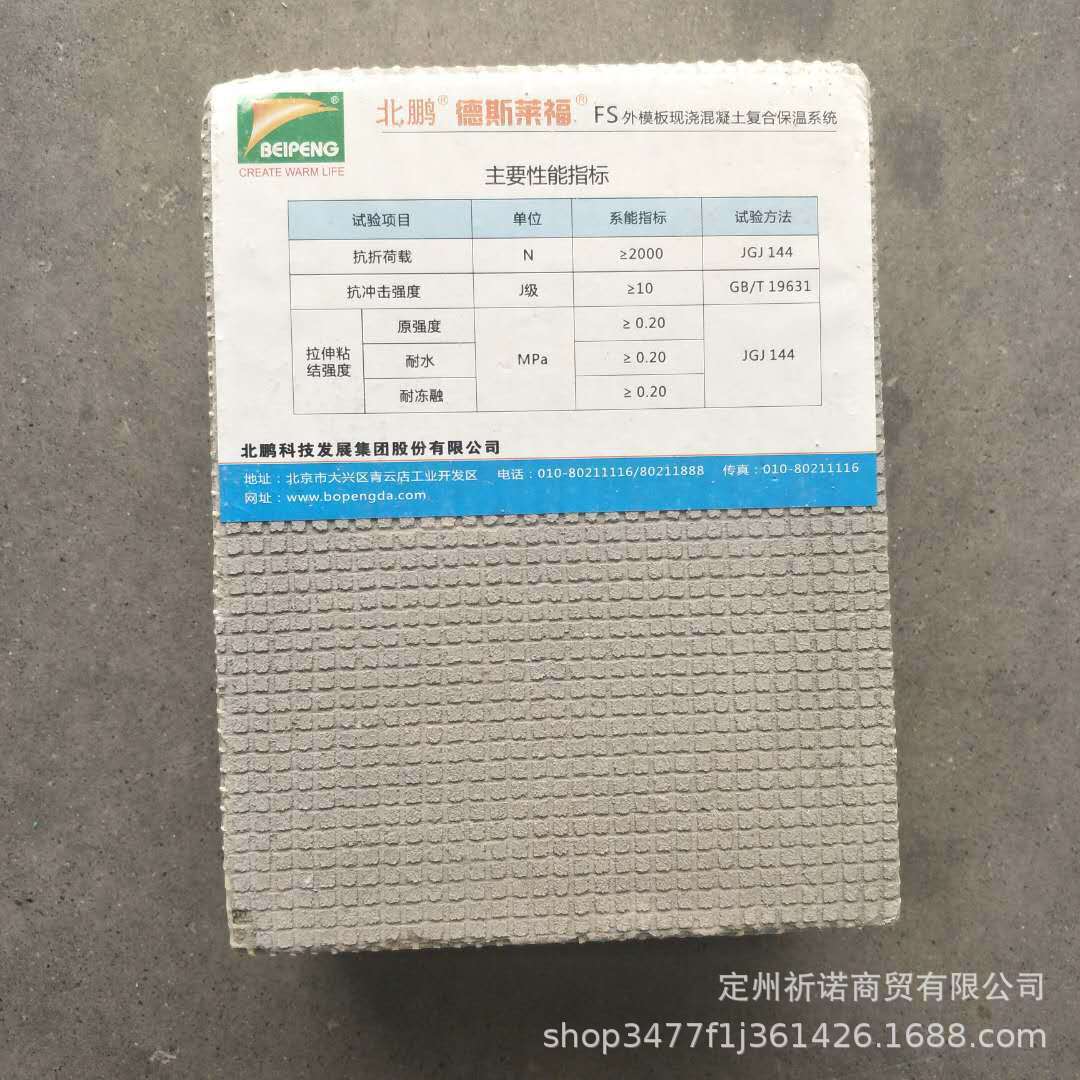 BEIPENG®
CREATE WARM LIFE
北鹏® 德斯莱福® FS外模板现浇混凝土复合保温系统
主要性能指标
试验项目 单位 系能指标 试验方法
抗折荷载 N ≥2000 JGJ 144
抗冲击强度 J级 ≥10 GB/T 19631
拉伸粘
结强度
原强度 ≥ 0.20
耐水 MPa ≥ 0.20 JGJ 144
耐冻融 ≥ 0.20
北鹏科技发展集团股份有限公司
地址：北京市大兴区青云店工业开发区 电话：010-80211116/80211888 传真：010-80211116
网址：www.bopengda.com
定州祈诺商贸有限公司
shop3477f1j361426.1688.com